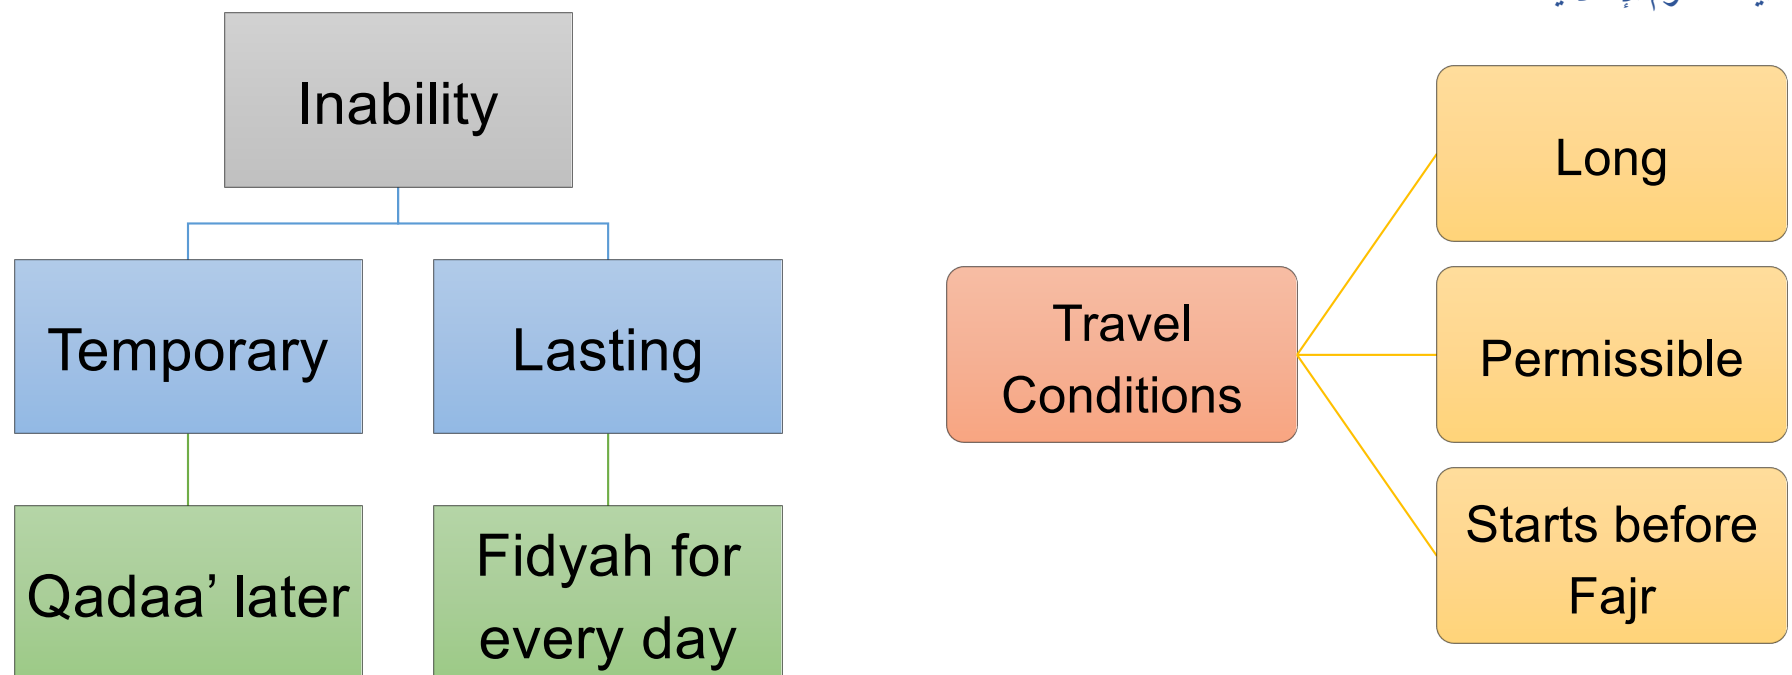 Inability
Temporary
Lasting
Qadaa’ later
Fidyah for
every day
Travel
Conditions
Long
Permissible
Starts before
Fajr